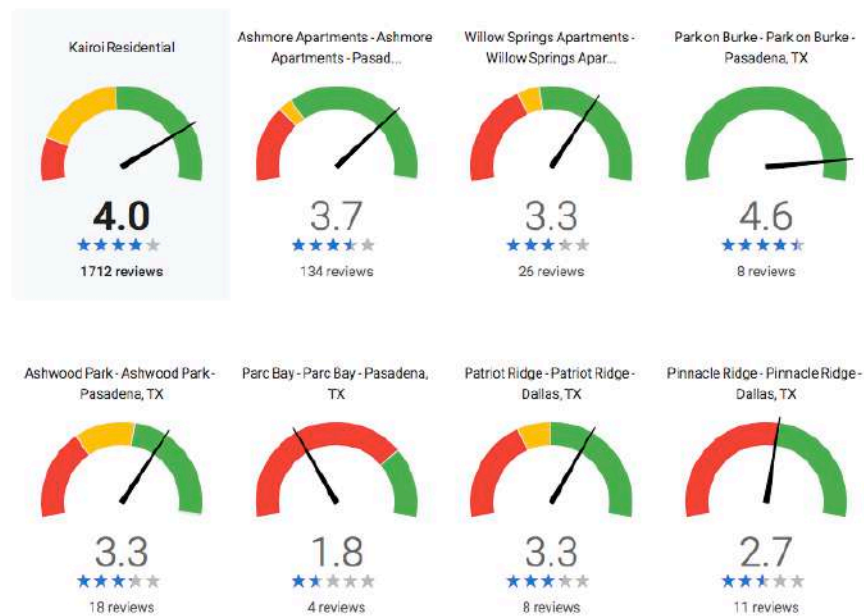 Kairoi Residential
4.0
1712 reviews
Ashmore Apartments - Ashmore
Apartments - Pasad...
3.7
134 reviews
Willow Springs Apartments -
Willow Springs Apar...
3.3
26 reviews
Park on Burke - Park on Burke -
Pasadena, TX
4.6
8 reviews
Ashwood Park - Ashwood Park -
Pasadena, TX
3.3
18 reviews
Parc Bay - Parc Bay - Pasadena,
TX
1.8
4 reviews
Patriot Ridge - Patriot Ridge -
Dallas, TX
3.3
8 reviews
Pinnacle Ridge - Pinnacle Ridge -
Dallas, TX
2.7
11 reviews